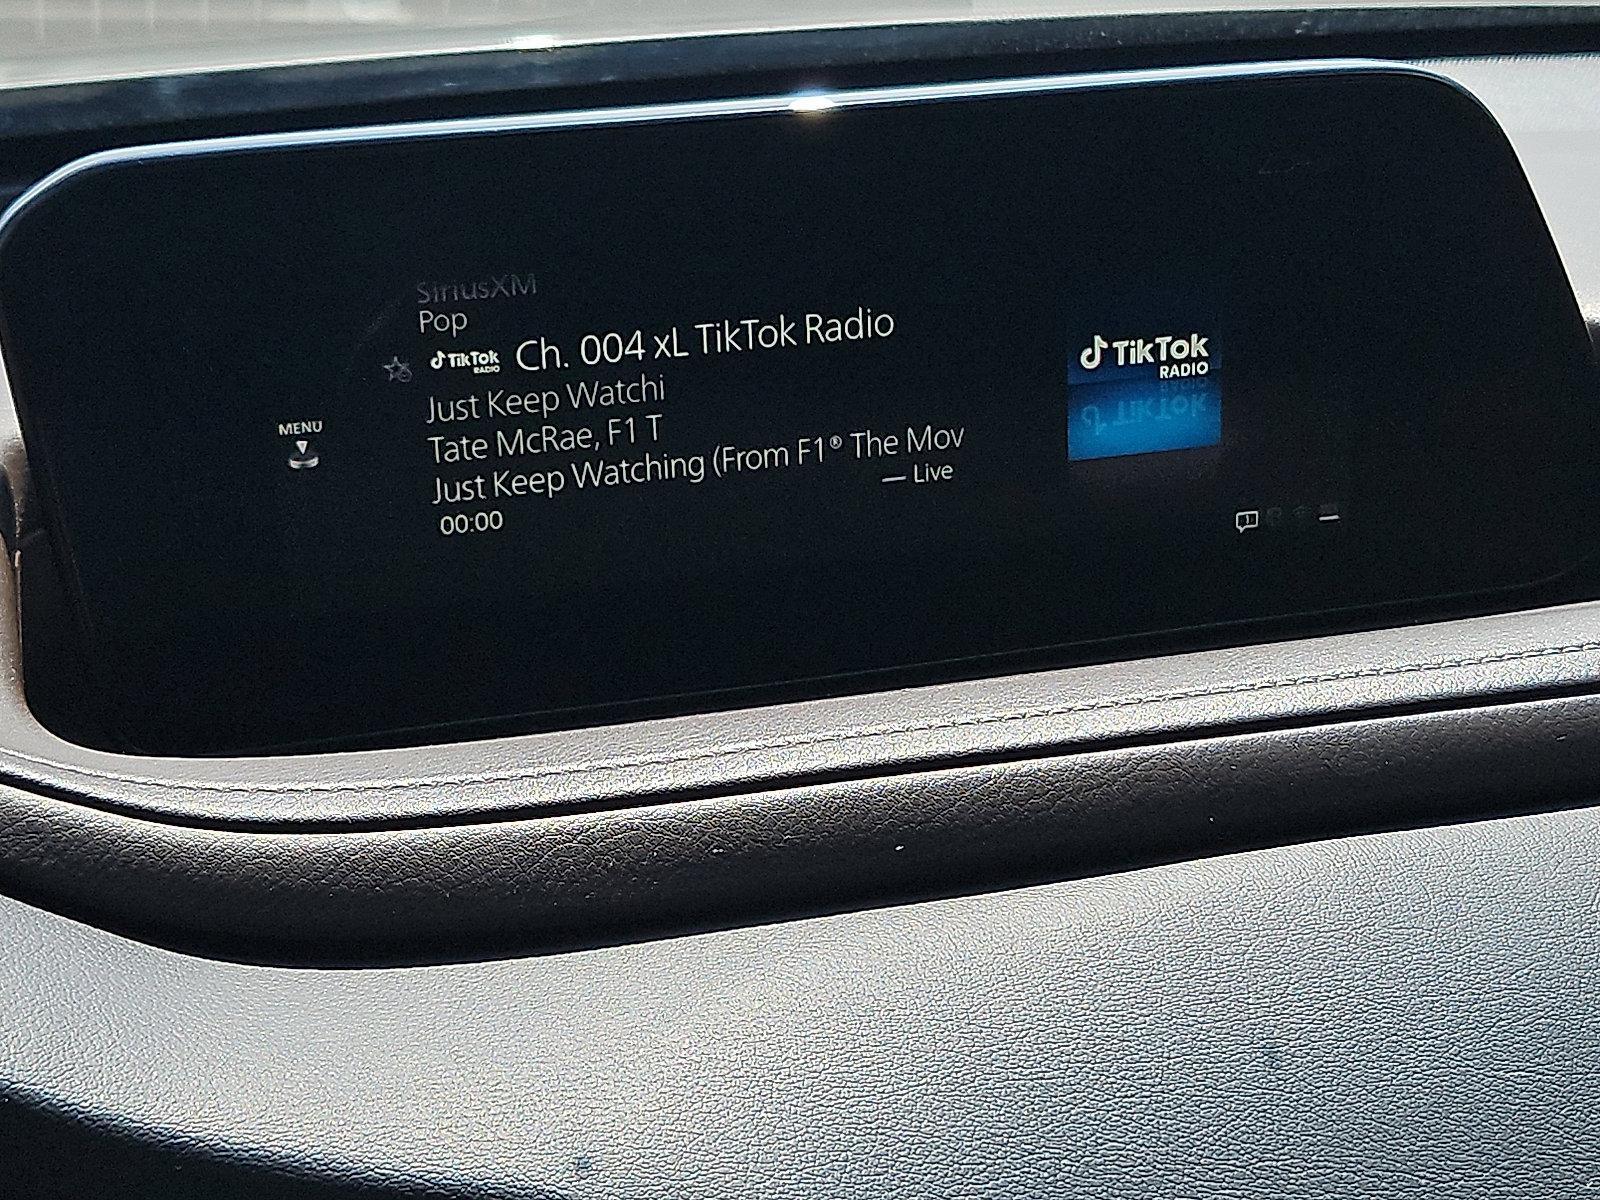 SiriusXM
Pop
TikTok RADIO Ch. 004 xL TikTok Radio
Just Keep Watchi
Tate McRae, F1 T
Just Keep Watching (From F1® The Mov
Live
00:00
MENU
TikTok
RADIO